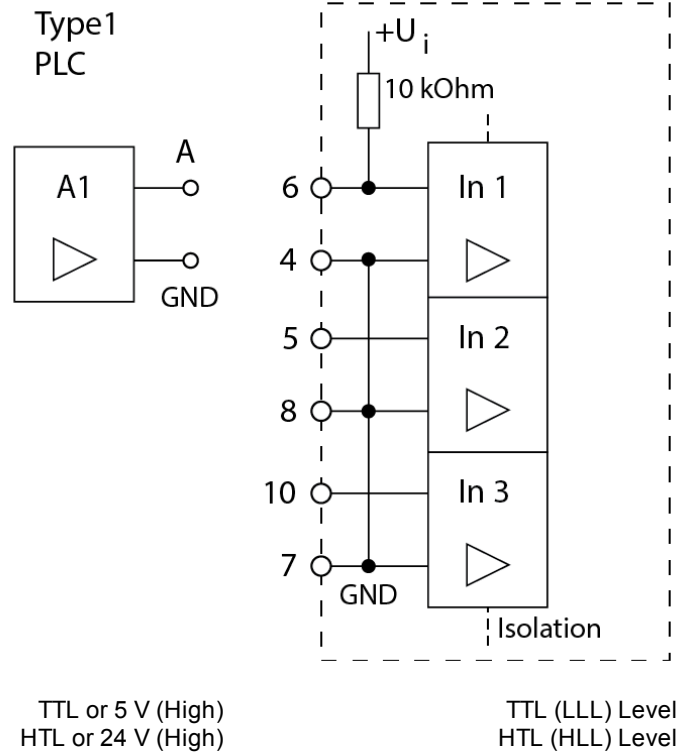 Type1
PLC
+U i
10 kOhm
A
A1
6
In 1
4
GND
5
In 2
8
10
In 3
7
GND
Isolation
TTL or 5 V (High)
TTL (LLL) Level
HTL or 24 V (High)
HTL (HLL) Level